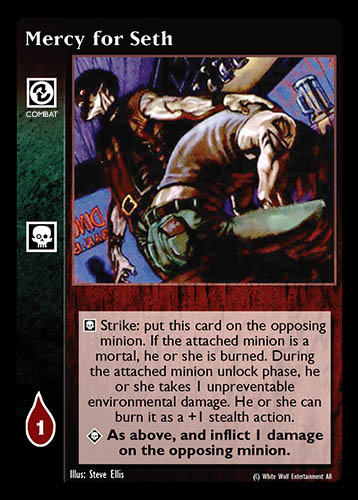 Mercy for Seth
COMBAT
Strike: put this card on the opposing
minion. If the attached minion is a
mortal, he or she is burned. During
the attached minion unlock phase, he
or she takes 1 unpreventable
environmental damage. He or she can
burn it as a +1 stealth action.
As above, and inflict 1 damage
on the opposing minion.
1
Illus: Steve Ellis
(C) White Wolf Entertainment AB